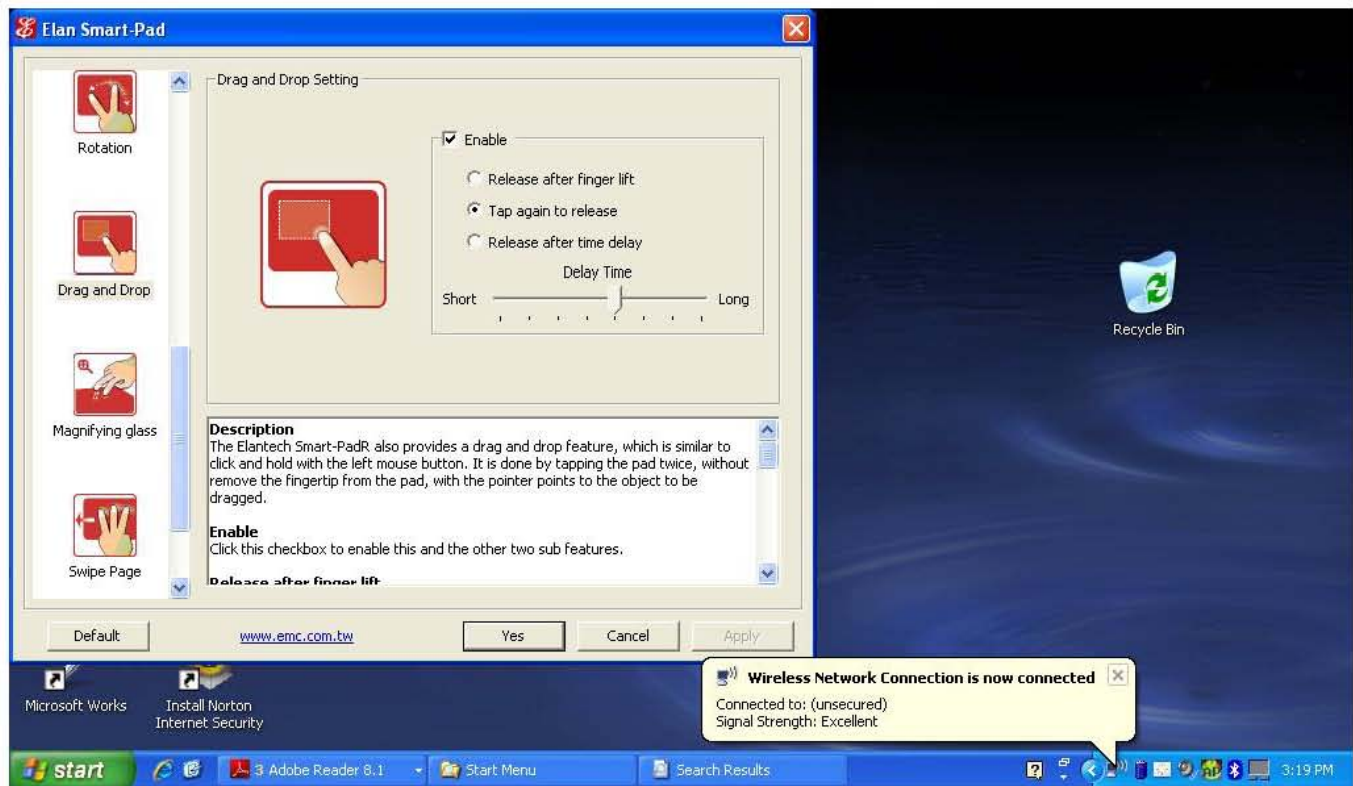 Elan Smart-Pad
Rotation
Drag and Drop
Magnifying glass
Swipe Page
Drag and Drop Setting
Enable
Release after finger lift
Tap again to release
Release after time delay
Delay Time
Short
Long
Description
The Elantech Smart-PadR also provides a drag and drop feature, which is similar to
click and hold with the left mouse button. It is done by tapping the pad twice, without
remove the fingertip from the pad, with the pointer points to the object to be
dragged.
Enable
Click this checkbox to enable this and the other two sub features.
Release after finger lift
Default
www.emc.com.tw
Yes
Cancel
Apply
Recycle Bin
Microsoft Works
Install Norton
Internet Security
Wireless Network Connection is now connected
Connected to: (unsecured)
Signal Strength: Excellent
start
3 Adobe Reader 8.1
Start Menu
Search Results
3:19 PM